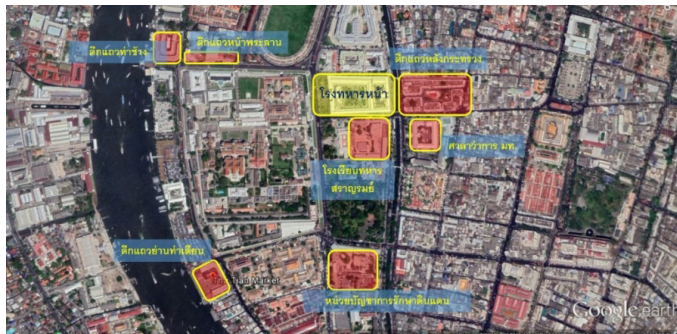 ตึกแถวท่าช้าง
ตึกแถวหน้าพระลาน
ตึกแถวหลังกระทรวง
โรงทหารหน้า
ศาลาว่าการ มท.
โรงเรียนทหาร
สราญรมย์
ตึกแถวย่านท่าเตียน
หน่วยบัญชาการรักษาดินแดน
Google earth